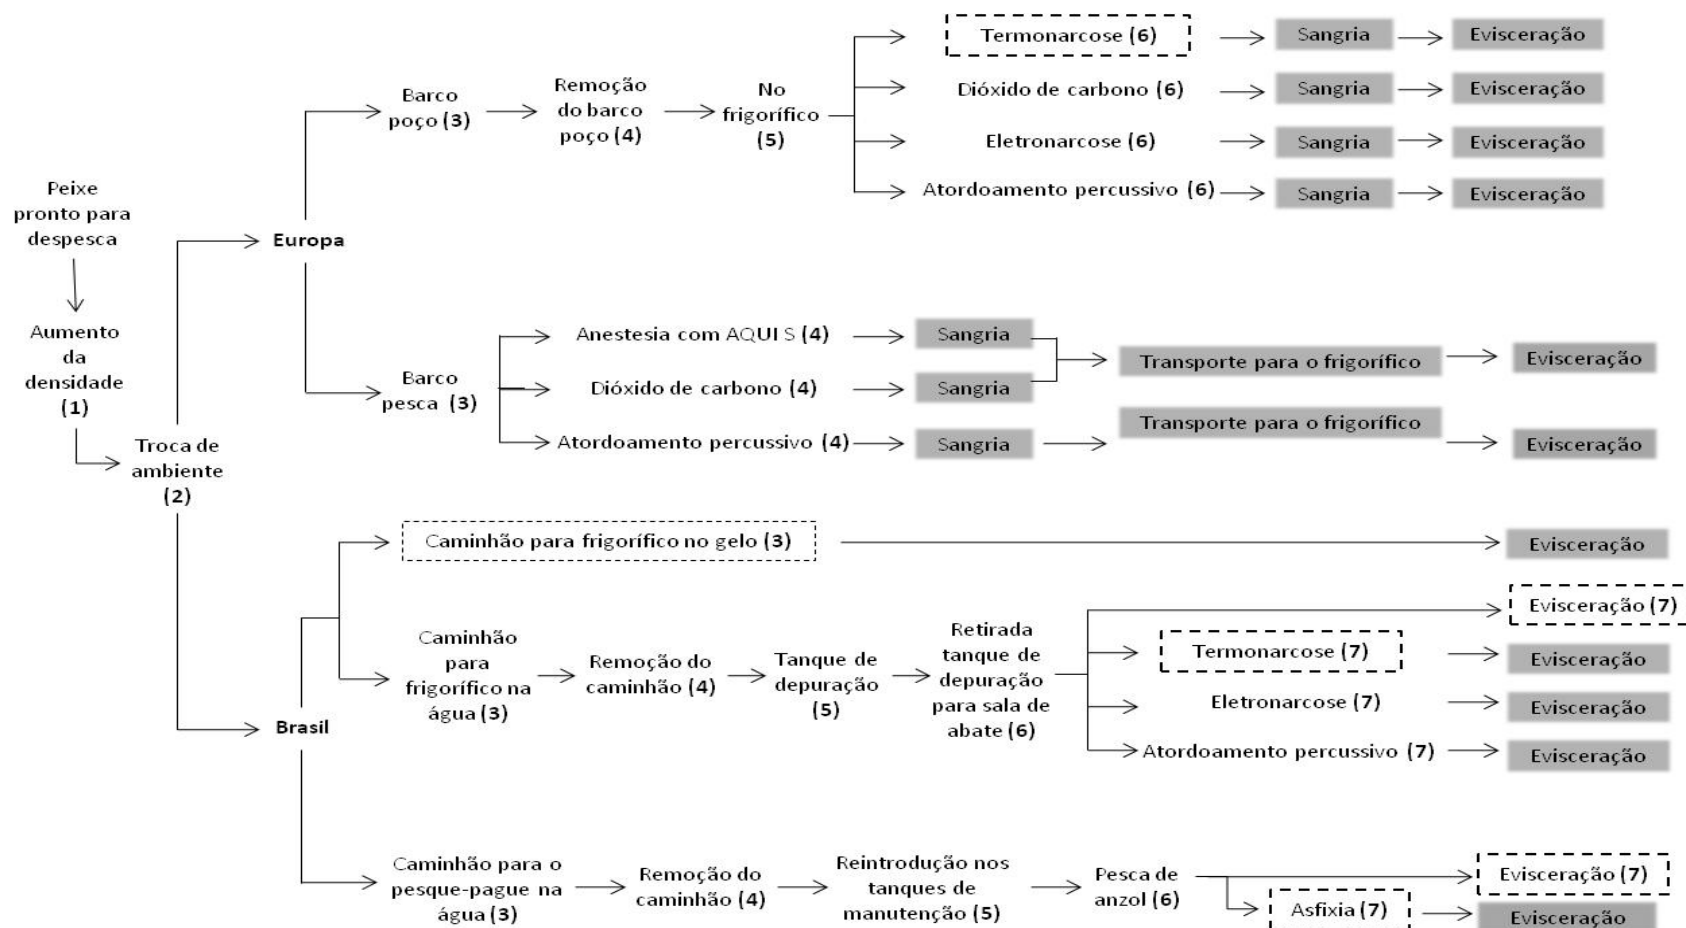 Peixe
pronto para
despesca
Aumento
da
densidade
(1)
Troca de
ambiente
(2)
Europa
Barco
poço (3)
Remoção
do barco
poço (4)
No
frigorífico
(5)
Termonarcose (6)
Sangria
Evisceração
Dióxido de carbono (6)
Sangria
Evisceração
Eletronarcose (6)
Sangria
Evisceração
Atordoamento percussivo (6)
Sangria
Evisceração
Barco
pesca (3)
Anestesia com AQUI S (4)
Sangria
Dióxido de carbono (4)
Sangria
Transporte para o frigorífico
Evisceração
Atordoamento percussivo (4)
Sangria
Transporte para o frigorífico
Evisceração
Brasil
Caminhão para frigorífico no gelo (3)
Evisceração
Caminhão
para
frigorífico na
água (3)
Remoção do
caminhão (4)
Tanque de
depuração
(5)
Retirada
tanque de
depuração
para sala de
abate (6)
Evisceração (7)
Termonarcose (7)
Evisceração
Eletronarcose (7)
Evisceração
Atordoamento percussivo (7)
Evisceração
Caminhão para o
pesque-pague na
água (3)
Remoção do
caminhão (4)
Reintrodução nos
tanques de
manutenção (5)
Pesca de
anzol (6)
Evisceração (7)
Asfixia (7)
Evisceração